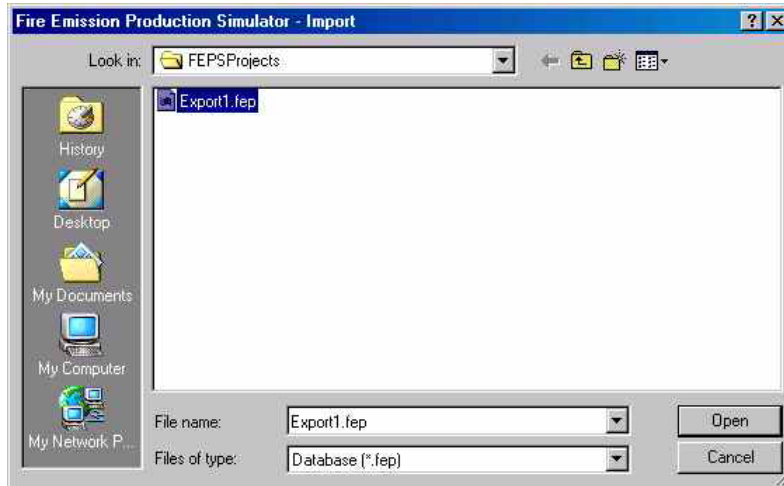 Fire Emission Production Simulator - Import
Look in: FEPSProjects
Export1.fep
History
Desktop
My Documents
My Computer
My Network P...
File name: Export1.fep Open
Files of type: Database (*.fep) Cancel